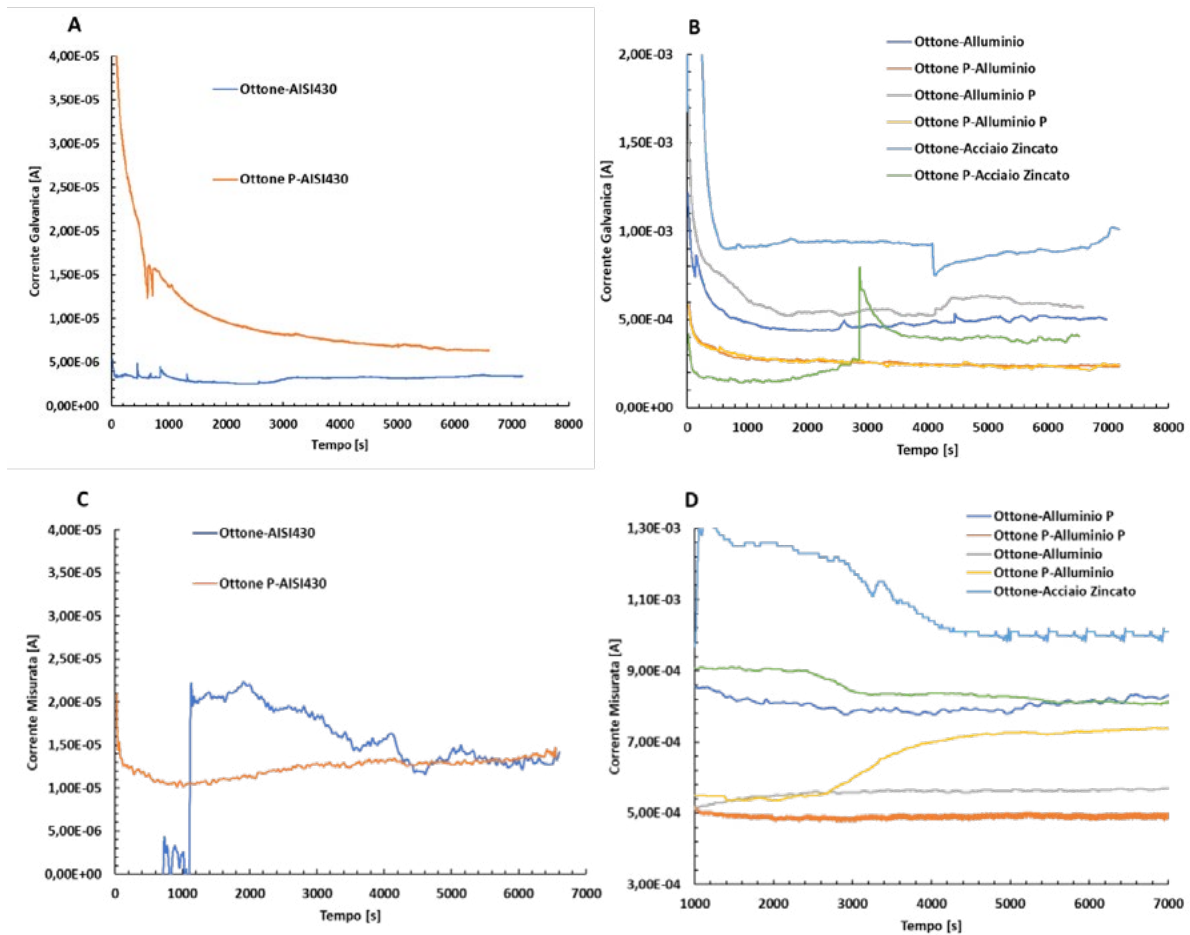 A
4,00E-05
3,50E-05
3,00E-05
2,50E-05
2,00E-05
1,50E-05
1,00E-05
5,00E-06
0,00E+00
Corrente Galvanica [A]
Ottone-AISI430
Ottone P-AISI430
0 1000 2000 3000 4000 5000 6000 7000 8000
Tempo [s]
B
2,00E-03
1,50E-03
1,00E-03
5,00E-04
0,00E+00
Corrente Galvanica [A]
Ottone-Alluminio
Ottone P-Alluminio
Ottone-Alluminio P
Ottone P-Alluminio P
Ottone-Acciaio Zincato
Ottone P-Acciaio Zincato
0 1000 2000 3000 4000 5000 6000 7000 8000
Tempo [s]
C
4,00E-05
3,50E-05
3,00E-05
2,50E-05
2,00E-05
1,50E-05
1,00E-05
5,00E-06
0,00E+00
Corrente Misurata [A]
Ottone-AISI430
Ottone P-AISI430
0 1000 2000 3000 4000 5000 6000 7000
Tempo [s]
D
1,30E-03
1,10E-03
9,00E-04
7,00E-04
5,00E-04
3,00E-04
Corrente Misurata [A]
Ottone-Alluminio P
Ottone P-Alluminio P
Ottone-Alluminio
Ottone P-Alluminio
Ottone-Acciaio Zincato
1000 2000 3000 4000 5000 6000 7000
Tempo [s]